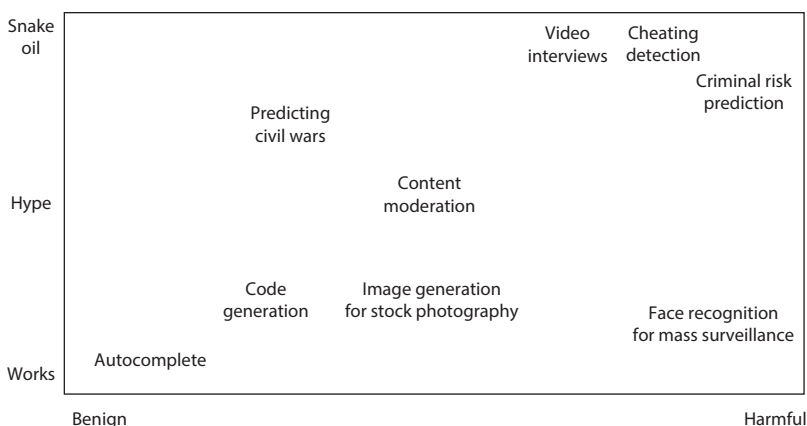 Snake
oil
Video
interviews
Cheating
detection
Criminal risk
prediction
Predicting
civil wars
Content
moderation
Hype
Code
generation
Image generation
for stock photography
Face recognition
for mass surveillance
Autocomplete
Works
Benign
Harmful